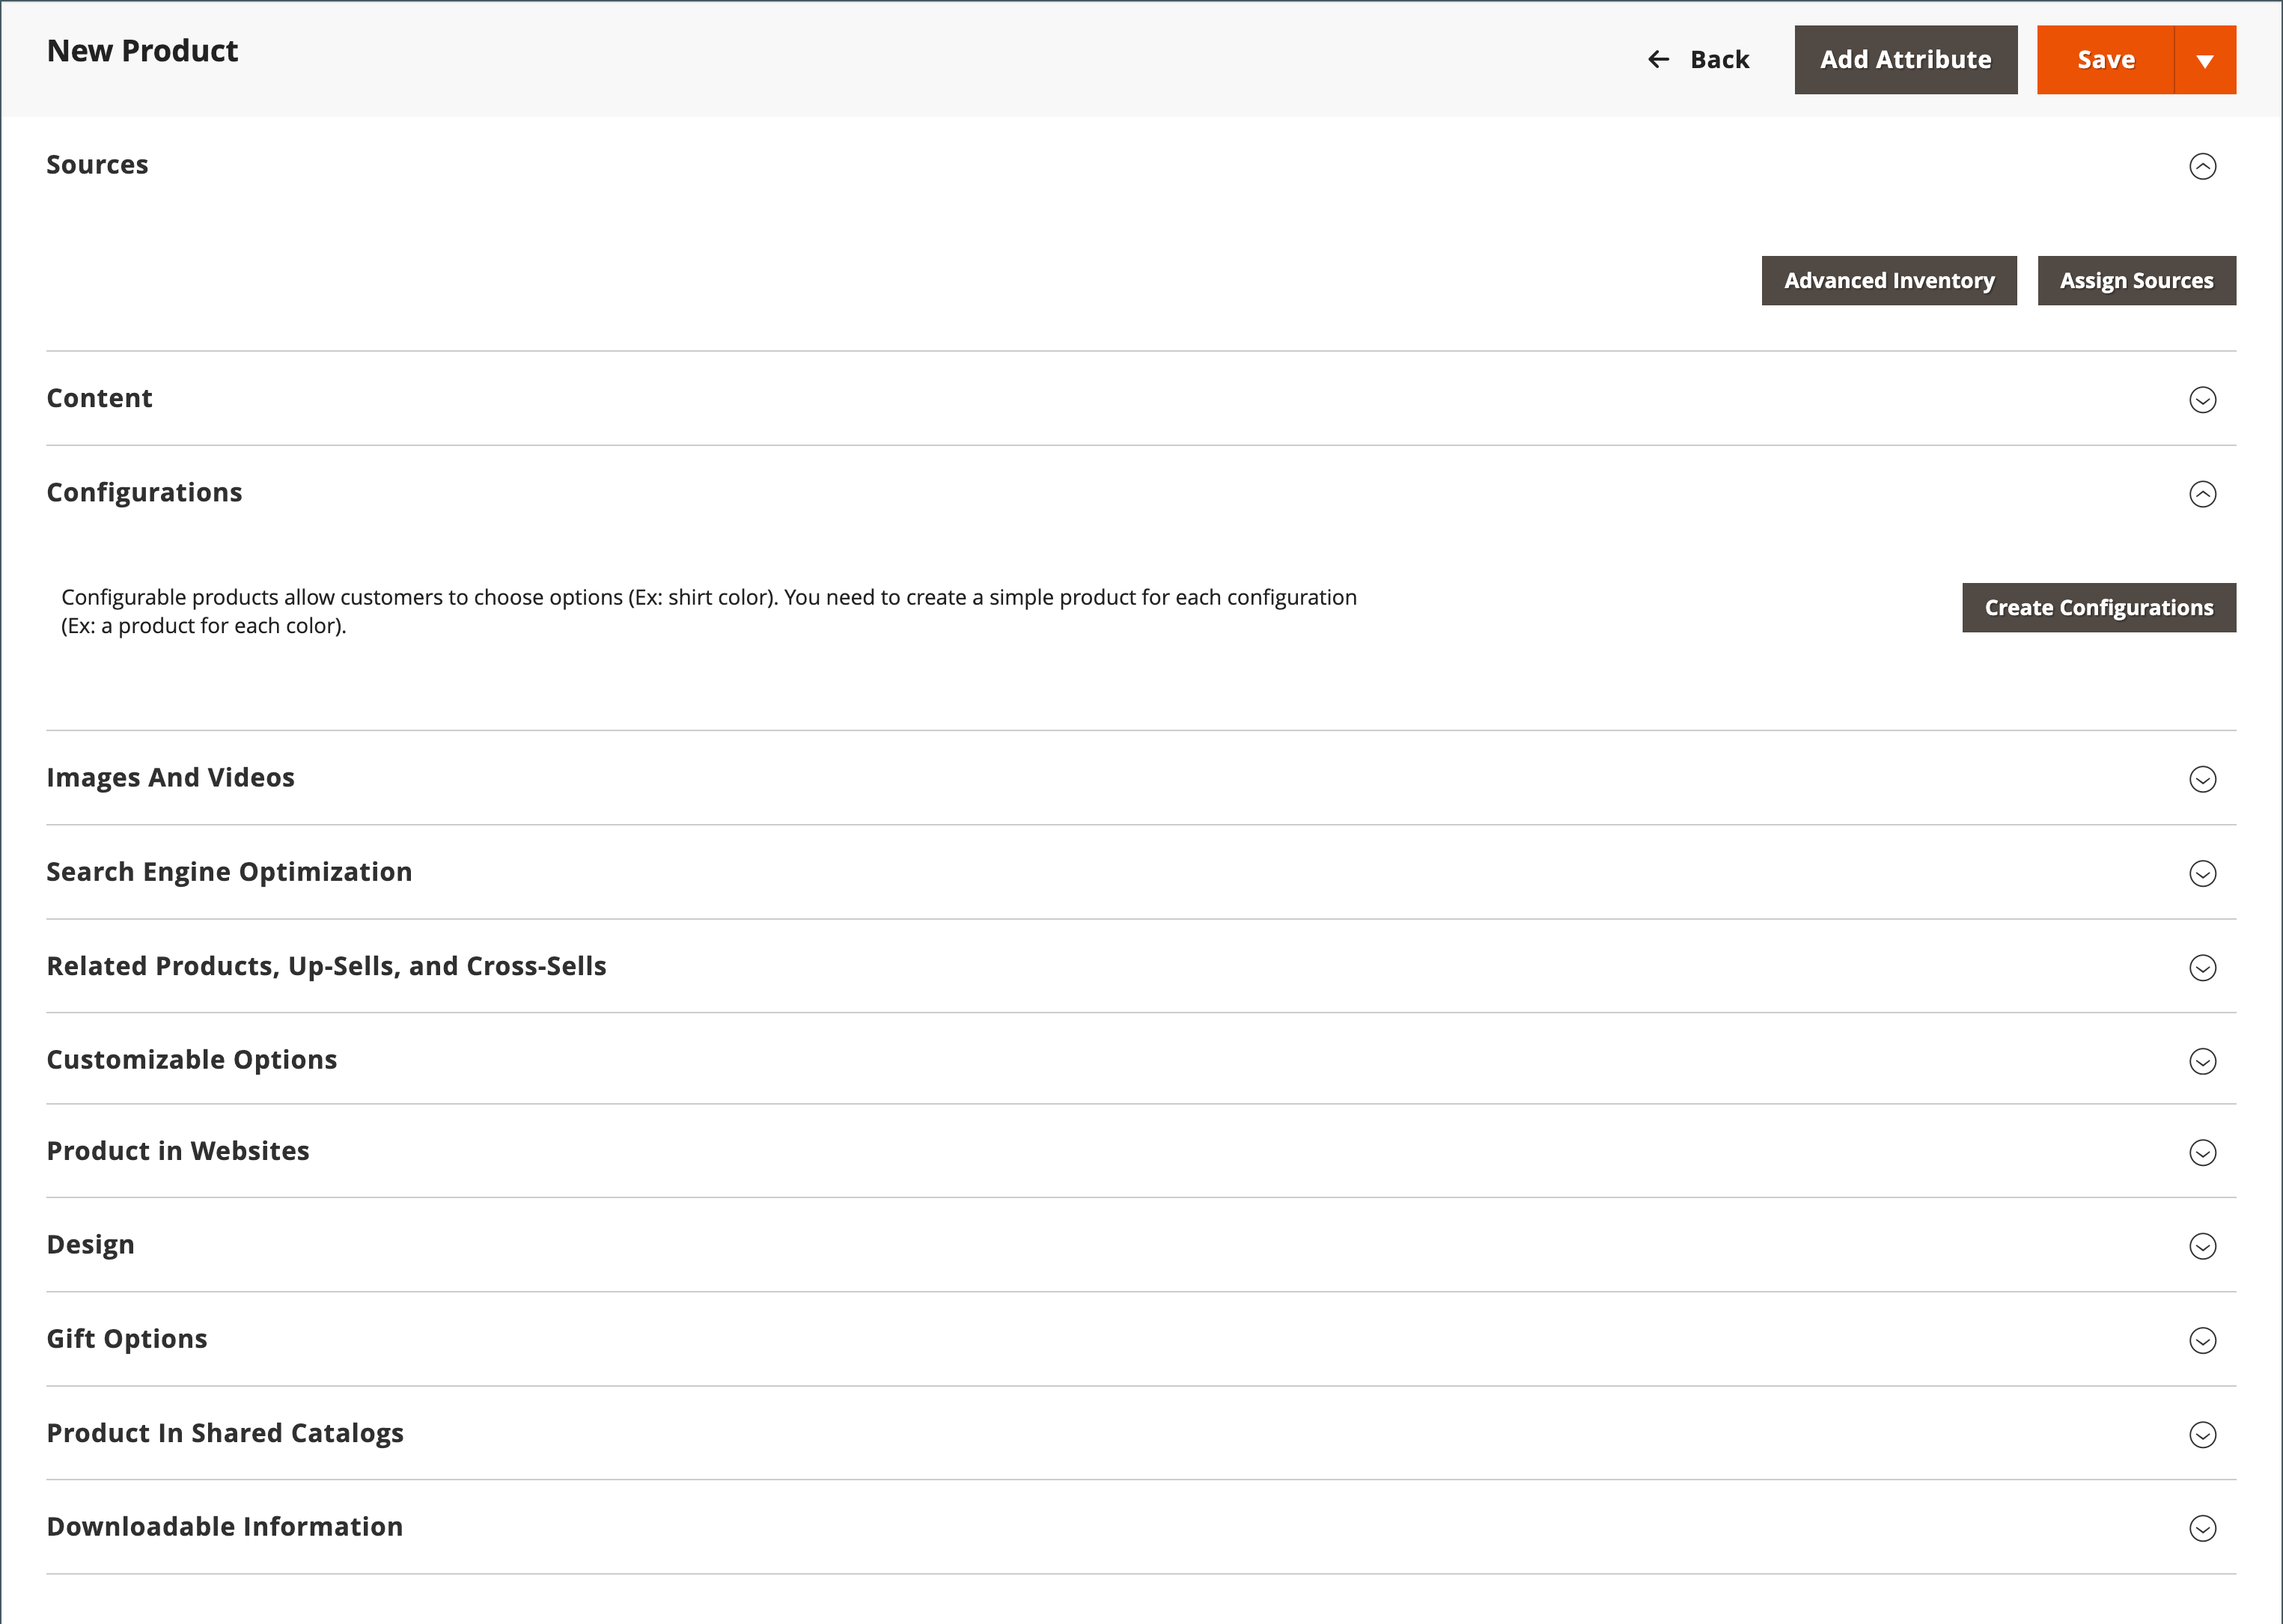 New Product
Back
Add Attribute
Save
Sources
Advanced Inventory
Assign Sources
Content
Configurations
Configurable products allow customers to choose options (Ex: shirt color). You need to create a simple product for each configuration
(Ex: a product for each color).
Create Configurations
Images And Videos
Search Engine Optimization
Related Products, Up-Sells, and Cross-Sells
Customizable Options
Product in Websites
Design
Gift Options
Product In Shared Catalogs
Downloadable Information